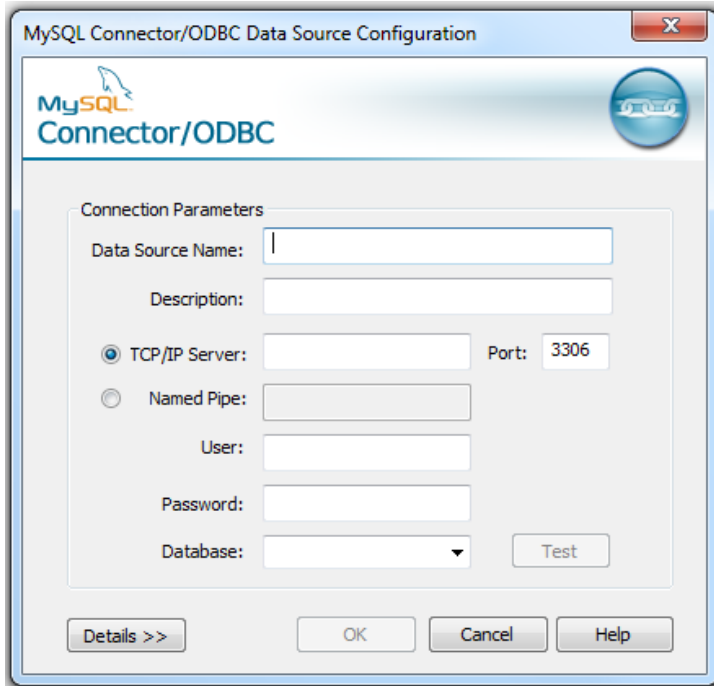 MySQL Connector/ODBC Data Source Configuration
MySQL
Connector/ODBC
Connection Parameters
Data Source Name:
Description:
TCP/IP Server:
Port: 3306
Named Pipe:
User:
Password:
Database:
Test
Details >>
OK
Cancel
Help